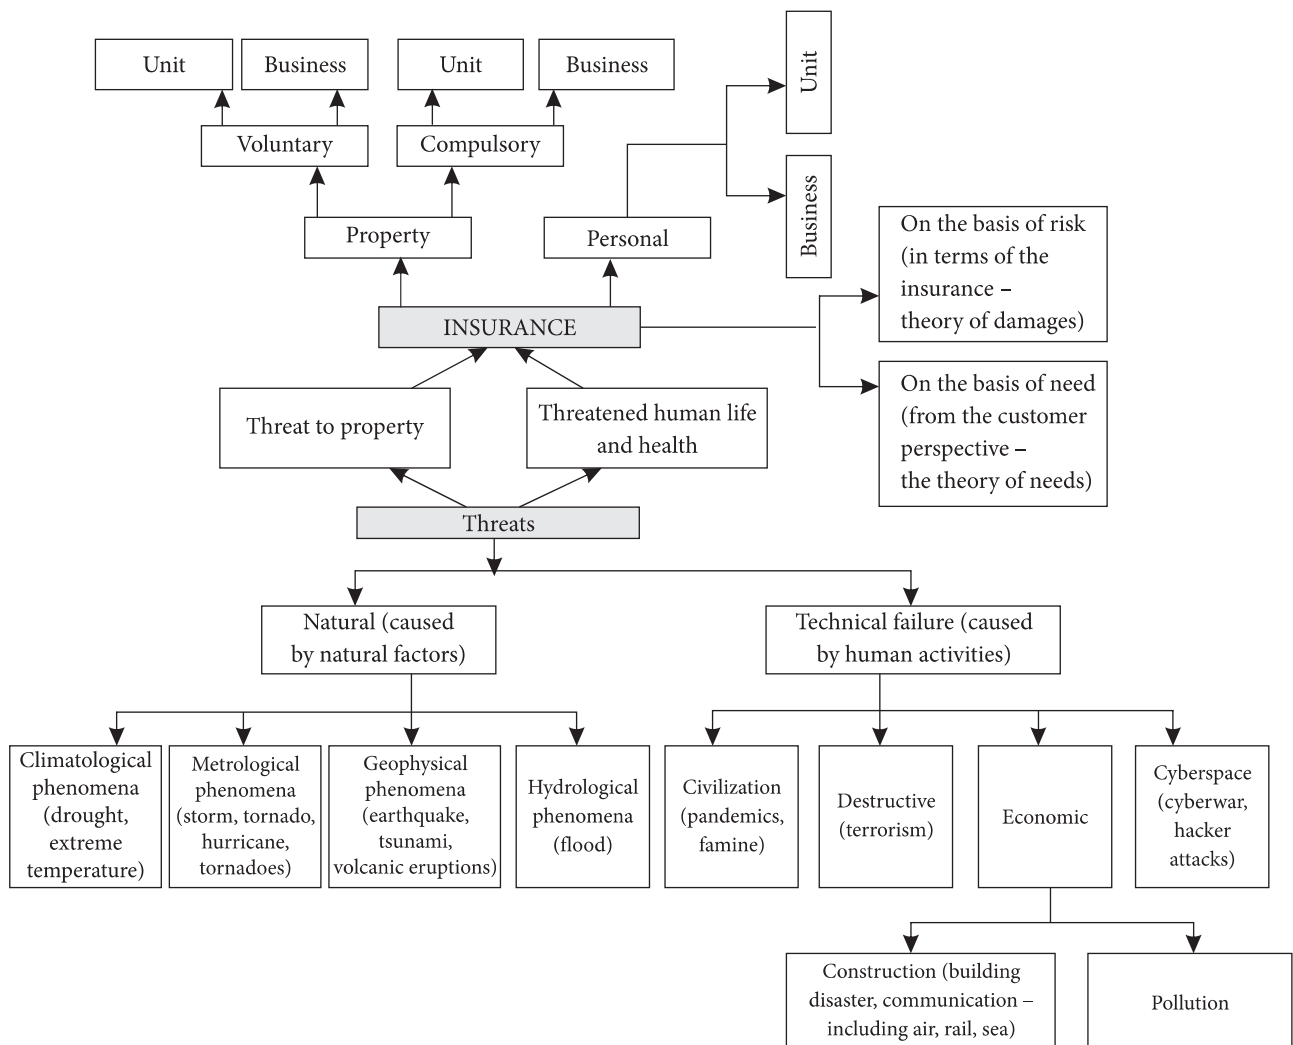 Unit
Business
Unit
Business
Unit
Voluntary
Compulsory
Business
Property
Personal
On the basis of risk
(in terms of the
insurance –
theory of damages)
INSURANCE
On the basis of need
(from the customer
perspective –
the theory of needs)
Threat to property
Threatened human life
and health
Threats
Natural (caused
by natural factors)
Technical failure (caused
by human activities)
Climatological
phenomena
(drought,
extreme
temperature)
Metrological
phenomena
(storm, tornado,
hurricane,
tornadoes)
Geophysical
phenomena
(earthquake,
tsunami,
volcanic eruptions)
Hydrological
phenomena
(flood)
Civilization
(pandemics,
famine)
Destructive
(terrorism)
Economic
Cyberspace
(cyberwar,
hacker
attacks)
Construction (building
disaster, communication –
including air, rail, sea)
Pollution